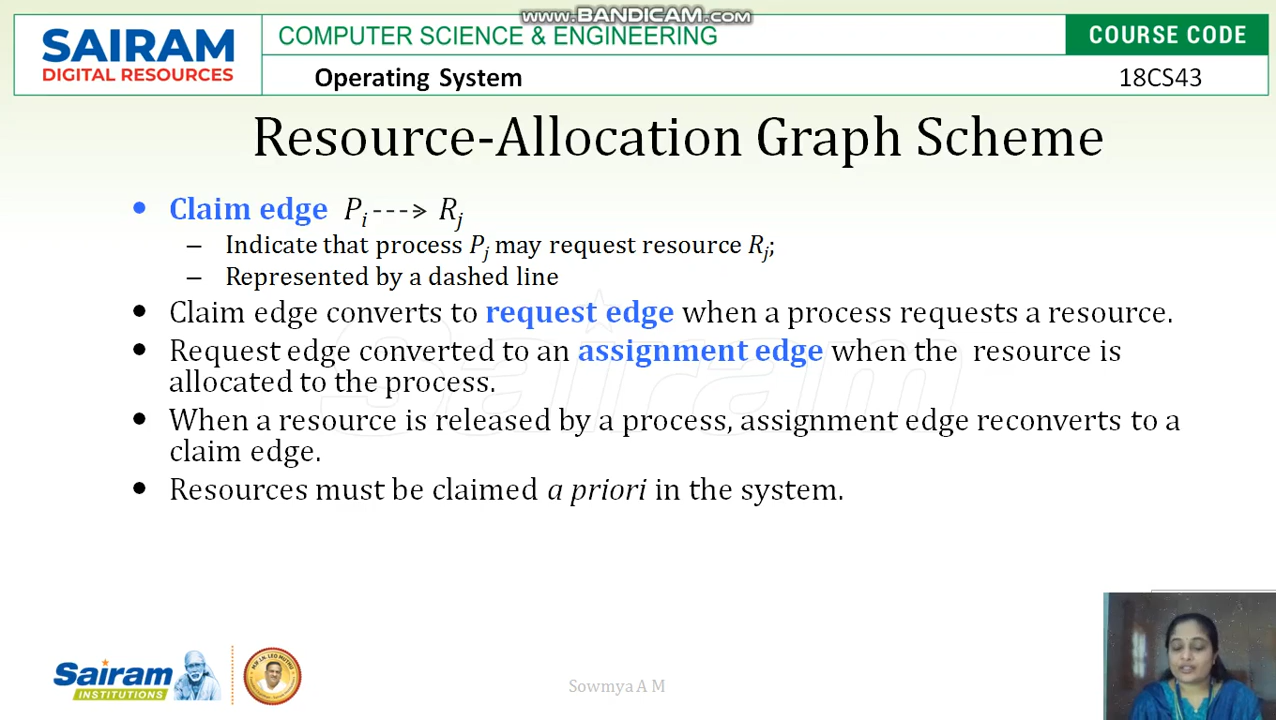 www.BANDICAM.com
SAIRAM
DIGITAL RESOURCES
COMPUTER SCIENCE & ENGINEERING
COURSE CODE
Operating System
18CS43
Resource-Allocation Graph Scheme
• Claim edge Pi ---> Rj
– Indicate that process Pj may request resource Rj;
– Represented by a dashed line
• Claim edge converts to request edge when a process requests a resource.
• Request edge converted to an assignment edge when the resource is
allocated to the process.
• When a resource is released by a process, assignment edge reconverts to a
claim edge.
• Resources must be claimed a priori in the system.
Sairam
Sairam
INSTITUTIONS
Sowmya A M